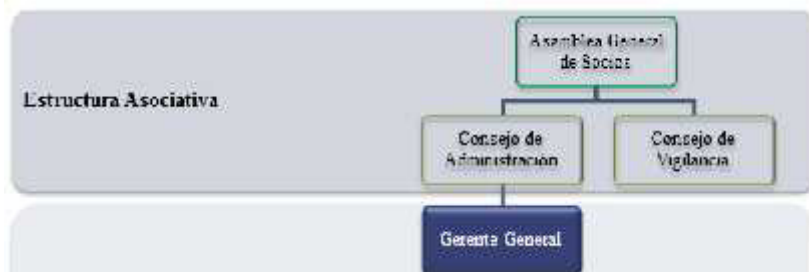 Asamblea General
de Socios
Estructura Asociativa
Consejo de
Administración
Consejo de
Vigilancia
Gerente General